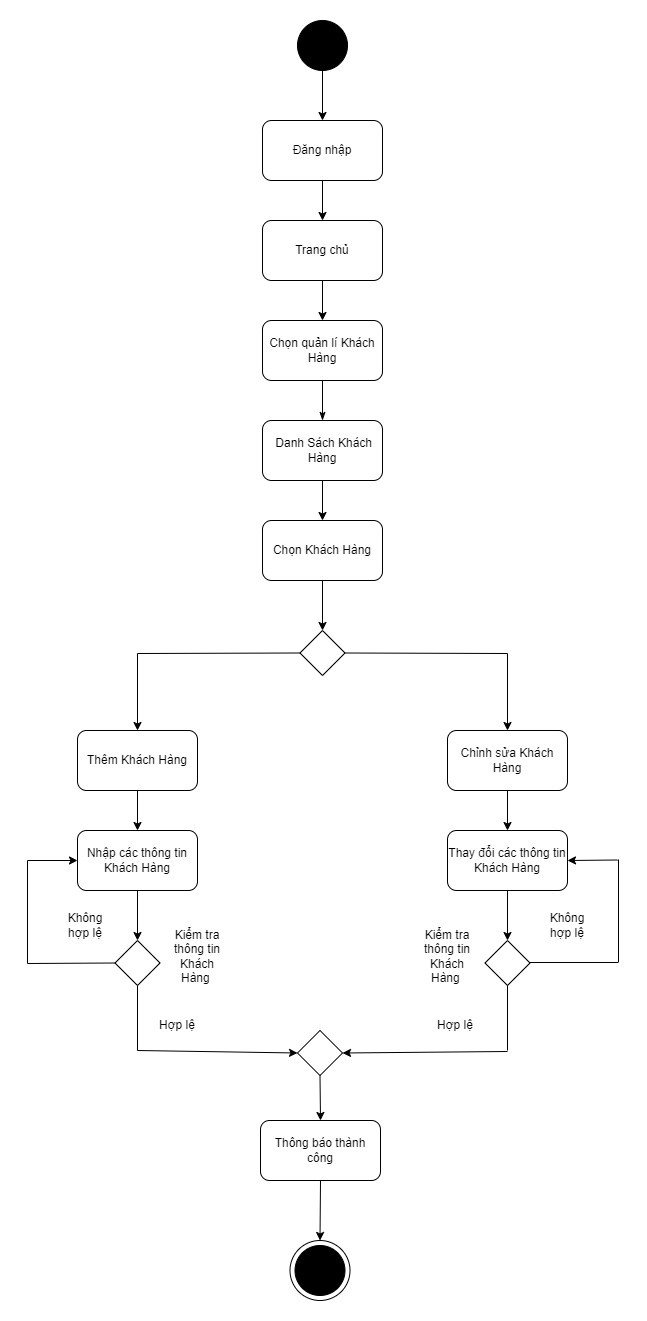 Đăng nhập
Trang chủ
Chọn quản lí Khách
Hàng
Danh Sách Khách
Hàng
Chọn Khách Hàng
Thêm Khách Hàng
Chỉnh sửa Khách
Hàng
Nhập các thông tin
Khách Hàng
Thay đổi các thông tin
Khách Hàng
Không
hợp lệ
Kiểm tra
thông tin
Khách
Hàng
Kiểm tra
thông tin
Khách
Hàng
Không
hợp lệ
Hợp lệ
Hợp lệ
Thông báo thành
công